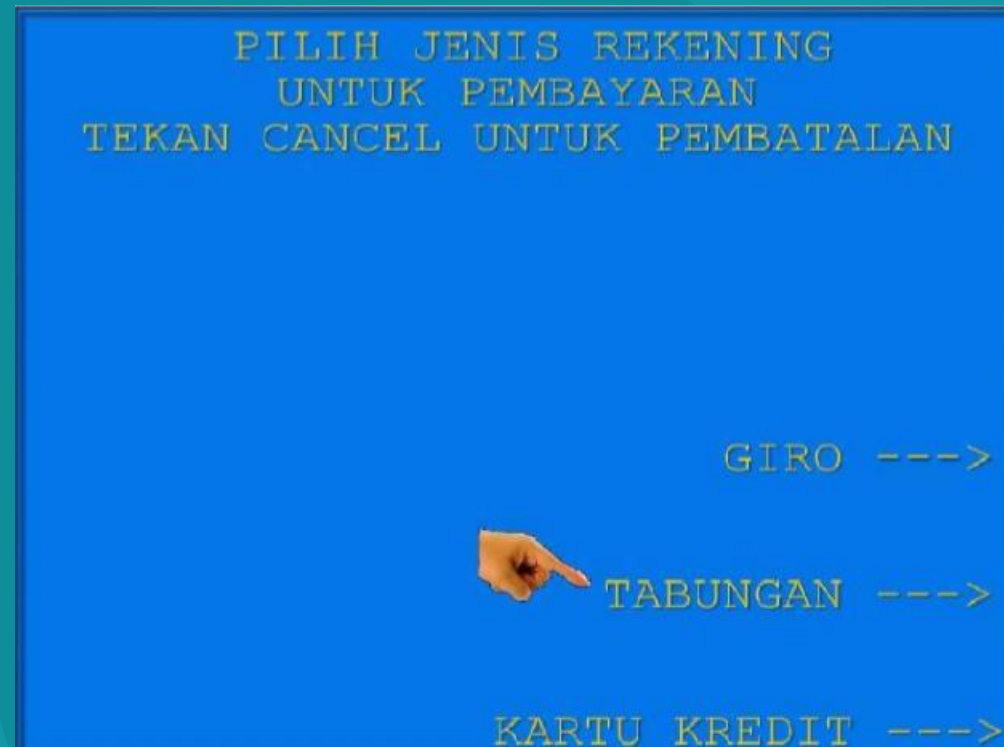 PILIH JENIS REKENING
UNTUK PEMBAYARAN
TEKAN CANCEL UNTUK PEMBATALAN
GIRO --->
TABUNGAN --->
KARTU KREDIT --->